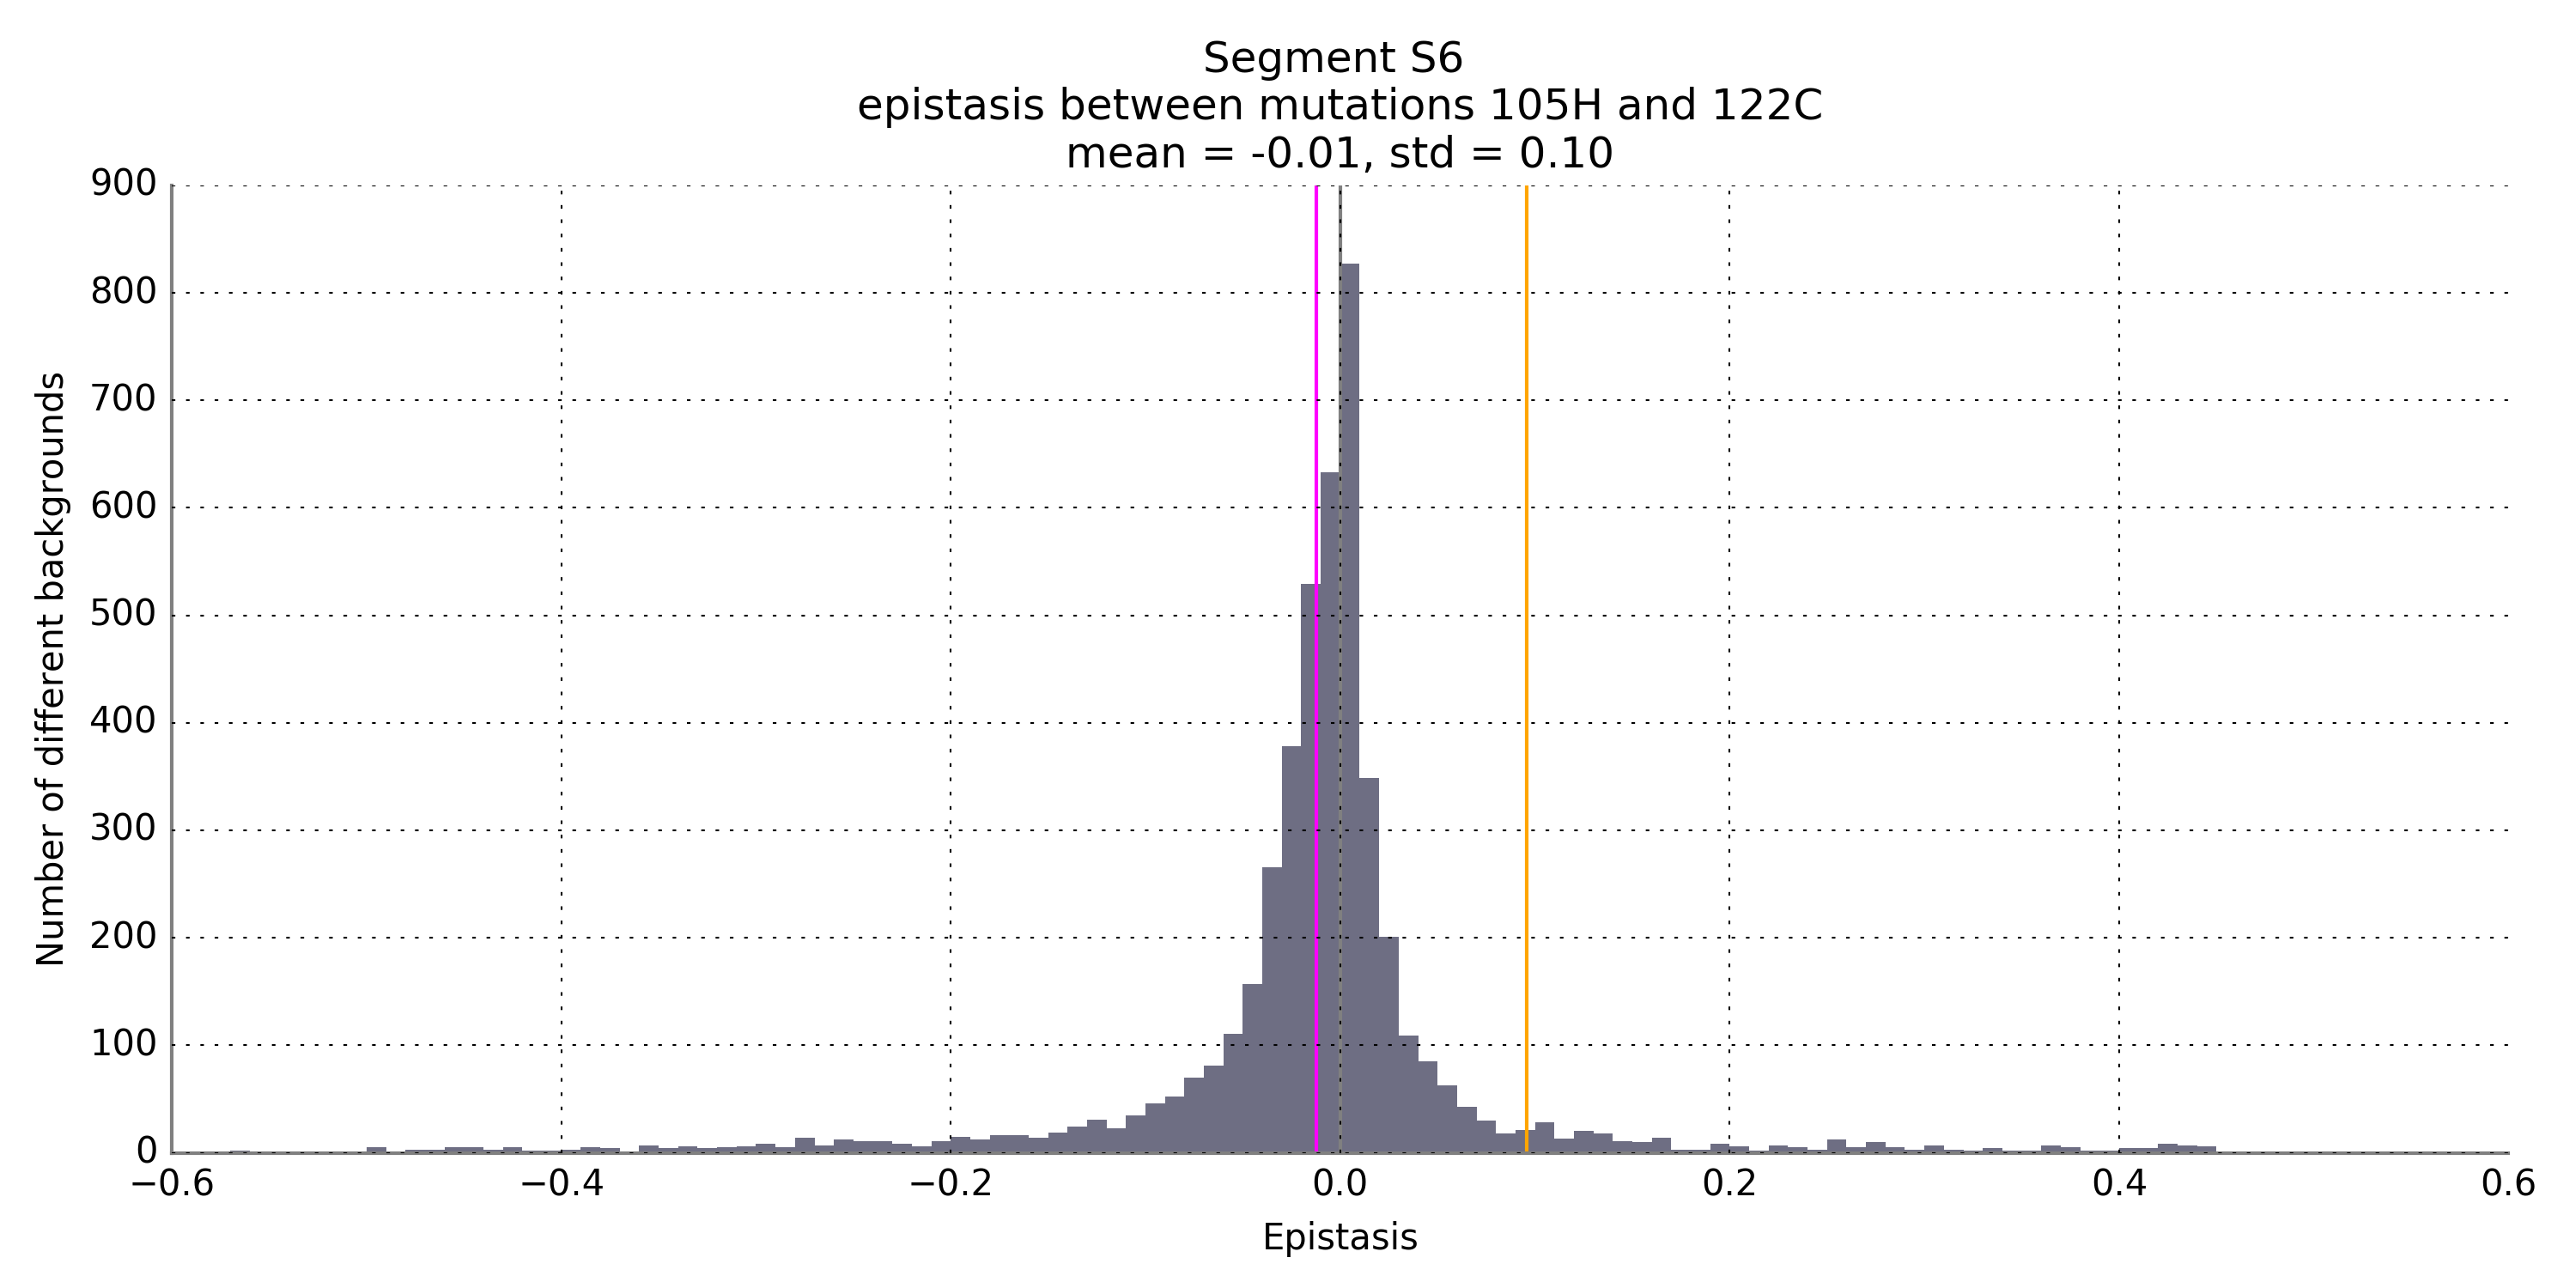 Segment S6
epistasis between mutations 105H and 122C
mean = -0.01, std = 0.10
900
800
700
600
500
400
300
200
100
0
Number of different backgrounds
−0.6 −0.4 −0.2 0.0 0.2 0.4 0.6
Epistasis